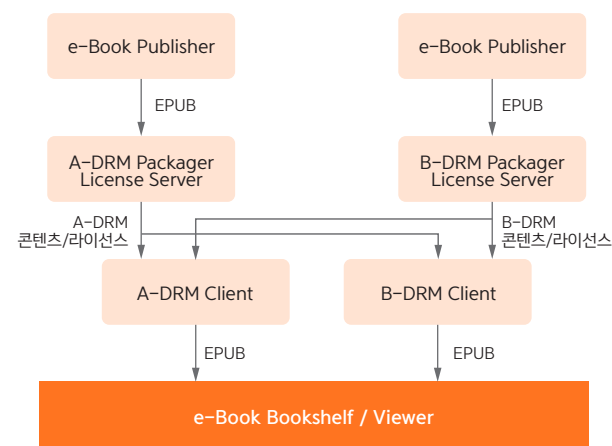 e-Book Publisher
e-Book Publisher
EPUB
EPUB
A-DRM Packager
License Server
B-DRM Packager
License Server
A-DRM
콘텐츠/라이선스
B-DRM
콘텐츠/라이선스
A-DRM Client
B-DRM Client
EPUB
EPUB
e-Book Bookshelf / Viewer